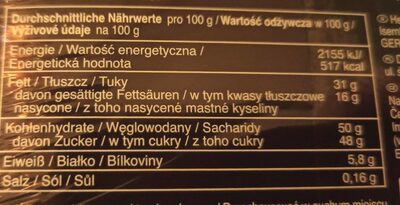 Durchschnittliche Nährwerte pro 100 g / Wartość odżywcza w 100 g /
Výživové údaje na 100 g
Energie / Wartość energetyczna / 2155 kJ/
Energetická hodnota 517 kcal
Fett / Tłuszcz / Tuky 31 g
davon gesättigte Fettsäuren / w tym kwasy tłuszczowe 16 g
nasycone / z toho nasycené mastné kyseliny
Kohlenhydrate / Węglowodany / Sacharidy 50 g
davon Zucker / w tym cukry / z toho cukry 48 g
Eiweiß / Białko / Bílkoviny 5,8 g
Salz / Sól / Sůl 0,16 g